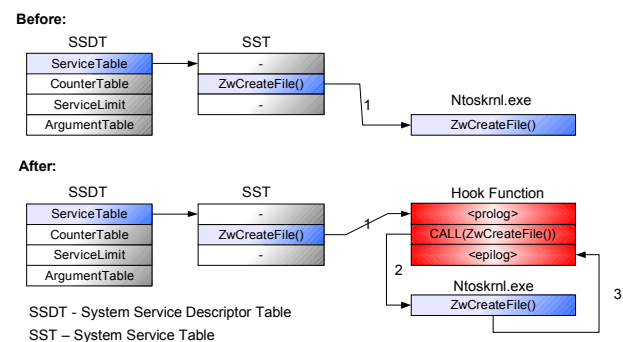 Before:
SSDT
SST
ServiceTable
-
CounterTable
ZwCreateFile()
ServiceLimit
-
ArgumentTable
1
Ntoskrnl.exe
ZwCreateFile()
After:
SSDT
SST
Hook Function
ServiceTable
-
1
<prolog>
CounterTable
ZwCreateFile()
CALL(ZwCreateFile())
ServiceLimit
-
<epilog>
ArgumentTable
2
Ntoskrnl.exe
ZwCreateFile()
3
SSDT - System Service Descriptor Table
SST – System Service Table